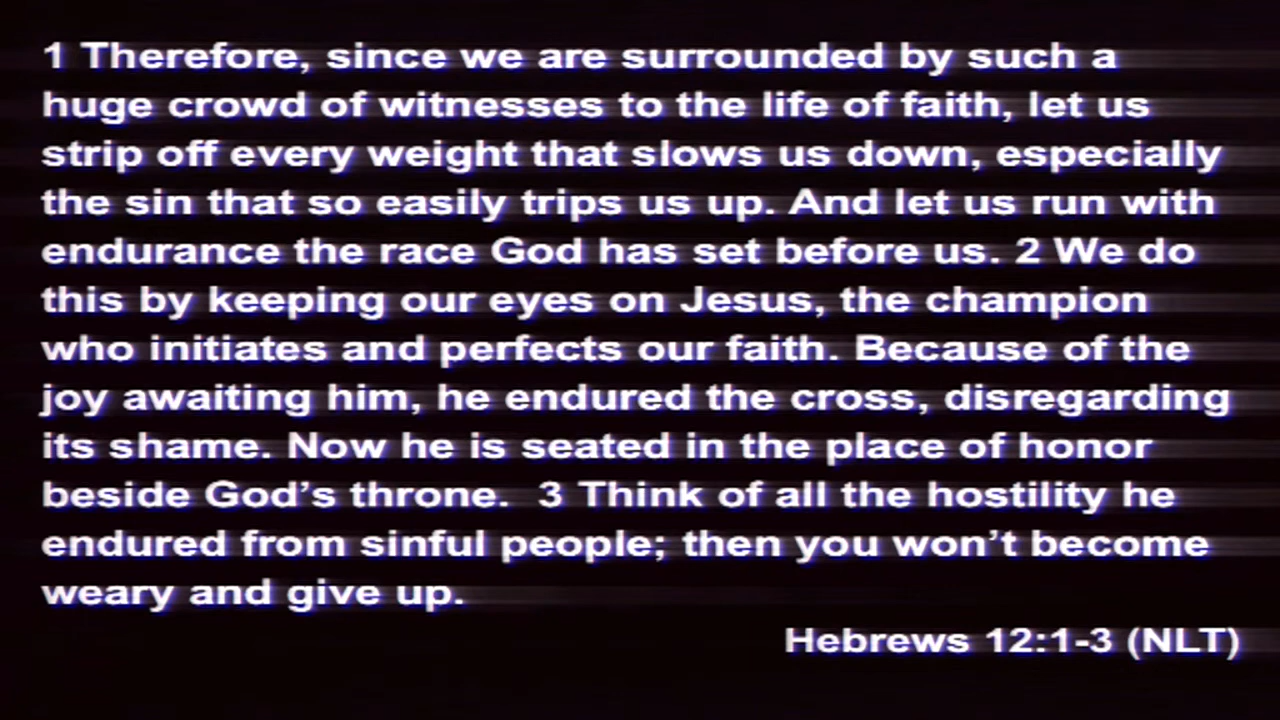 1 Therefore, since we are surrounded by such a
huge crowd of witnesses to the life of faith, let us
strip off every weight that slows us down, especially
the sin that so easily trips us up. And let us run with
endurance the race God has set before us. 2 We do
this by keeping our eyes on Jesus, the champion
who initiates and perfects our faith. Because of the
joy awaiting him, he endured the cross, disregarding
its shame. Now he is seated in the place of honor
beside God’s throne.  3 Think of all the hostility he
endured from sinful people; then you won’t become
weary and give up.
Hebrews 12:1-3 (NLT)